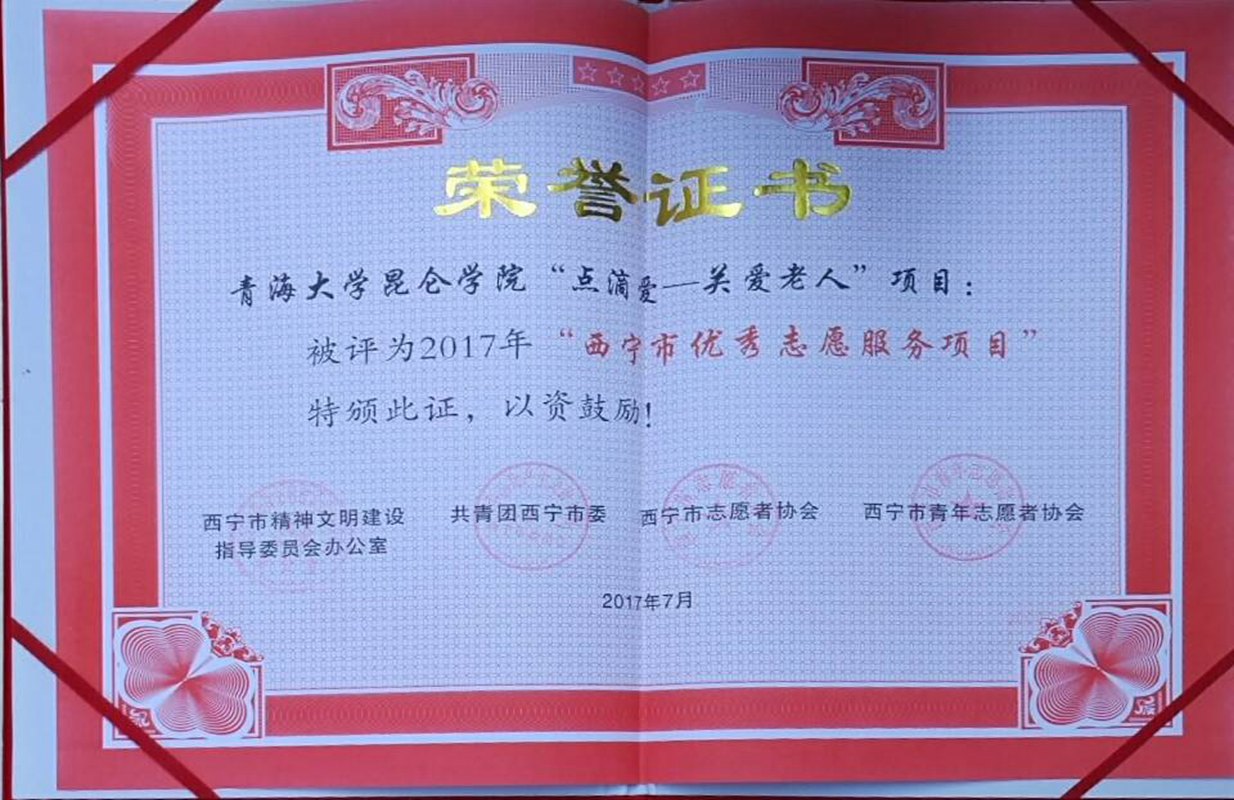 荣誉证书
青海大学昆仑学院“点滴爱—关爱老人”项目：
被评为2017年“西宁市优秀志愿服务项目”
特颁此证，以资鼓励！
西宁市精神文明建设指导委员会办公室
共青团西宁市委
西宁市志愿者协会
西宁市青年志愿者协会
2017年7月